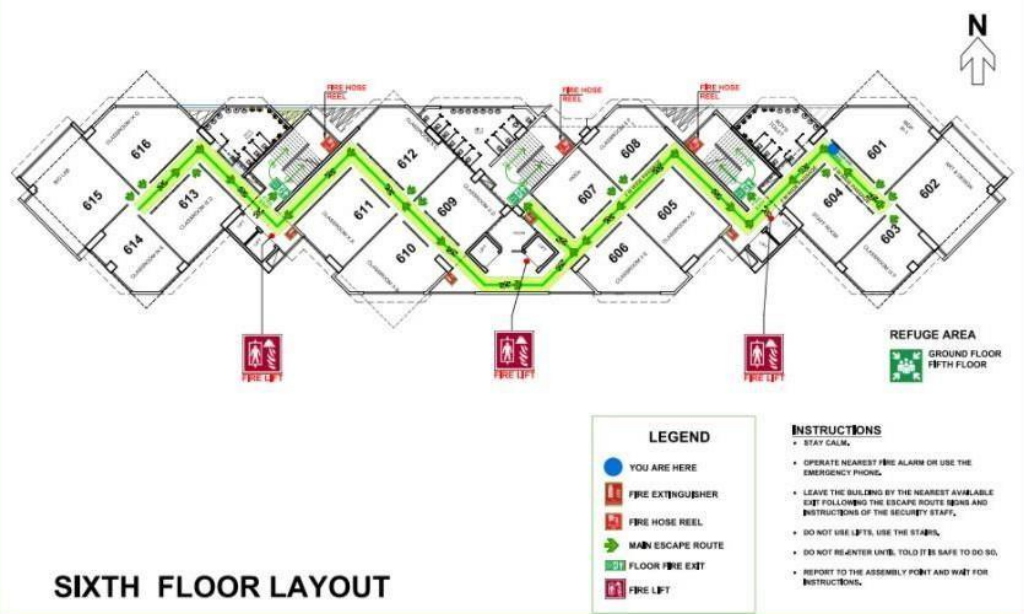 N
FIRE HOSE
REEL
FIRE HOSE
REEL
FIRE HOSE
REEL
616
615
BIO LAB
613
614
612
611
610
609
608
607
606
605
604
STAFF ROOM
603
602
601
LIFT
LIFT
FIRE LIFT
FIRE LIFT
FIRE LIFT
REFUGE AREA
GROUND FLOOR
FIFTH FLOOR
LEGEND
YOU ARE HERE
FIRE EXTINGUISHER
FIRE HOSE REEL
MAIN ESCAPE ROUTE
FLOOR FIRE EXIT
FIRE LIFT
INSTRUCTIONS
• STAY CALM.
• OPERATE NEAREST FIRE ALARM OR USE THE
EMERGENCY PHONE.
• LEAVE THE BUILDING BY THE NEAREST AVAILABLE
EXIT FOLLOWING THE ESCAPE ROUTE SIGNS AND
INSTRUCTIONS OF THE SECURITY STAFF.
• DO NOT USE LIFTS, USE THE STAIRS.
• DO NOT RE-ENTER UNTIL TOLD IT IS SAFE TO DO SO.
• REPORT TO THE ASSEMBLY POINT AND WAIT FOR
INSTRUCTIONS.
SIXTH FLOOR LAYOUT